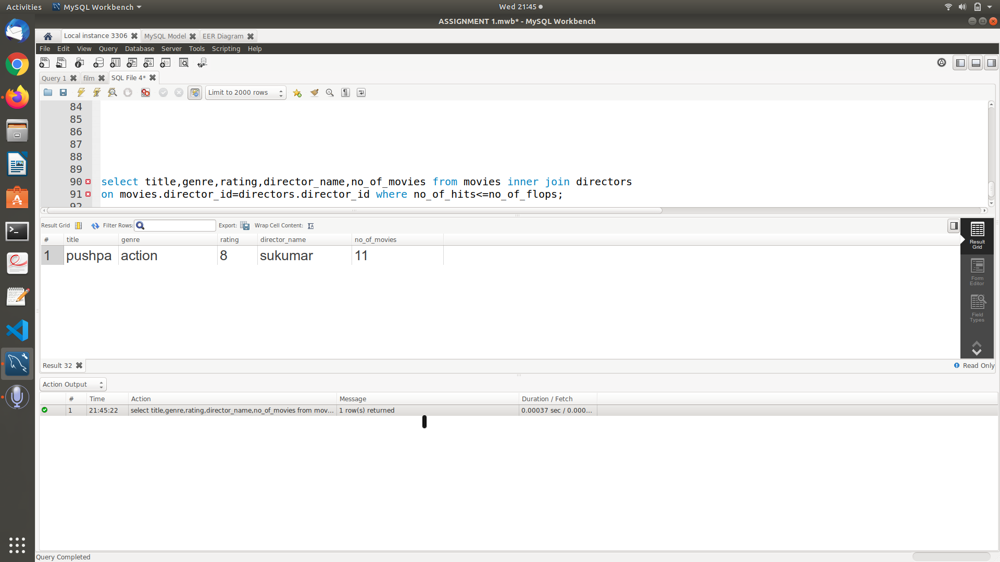 Activities MySQL Workbench Wed 21:45
ASSIGNMENT 1.mwb* - MySQL Workbench
Local instance 3306 MySQL Model EER Diagram
File Edit View Query Database Server Tools Scripting Help
Query 1 film SQL File 4*
Limit to 2000 rows
84
85
86
87
88
89
90 select title,genre,rating,director_name,no_of_movies from movies inner join directors
91 on movies.director_id=directors.director_id where no_of_hits<=no_of_flops;
92
Result Grid Filter Rows: Export: Wrap Cell Content:
# title genre rating director_name no_of_movies
1 pushpa action 8 sukumar 11
Result
Grid
Form
Editor
Field
Types
Result 32 Read Only
Action Output
# Time Action Message Duration / Fetch
1 21:45:22 select title,genre,rating,director_name,no_of_movies from mov... 1 row(s) returned 0.00037 sec / 0.000...
Query Completed